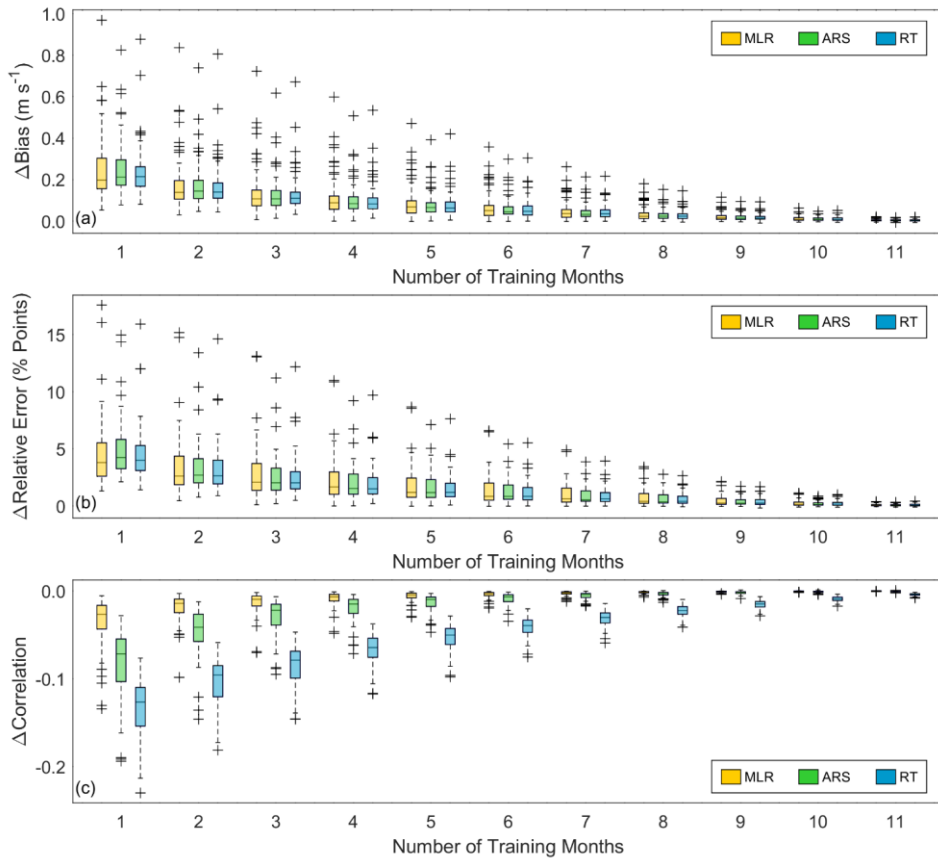 1.0
0.8
0.6
0.4
0.2
0.0
ΔBias (m s⁻¹)
MLR ARS RT
(a)
1 2 3 4 5 6 7 8 9 10 11
Number of Training Months
15
10
5
0
ΔRelative Error (% Points)
MLR ARS RT
(b)
1 2 3 4 5 6 7 8 9 10 11
Number of Training Months
0.0
-0.1
-0.2
ΔCorrelation
(c)
MLR ARS RT
1 2 3 4 5 6 7 8 9 10 11
Number of Training Months